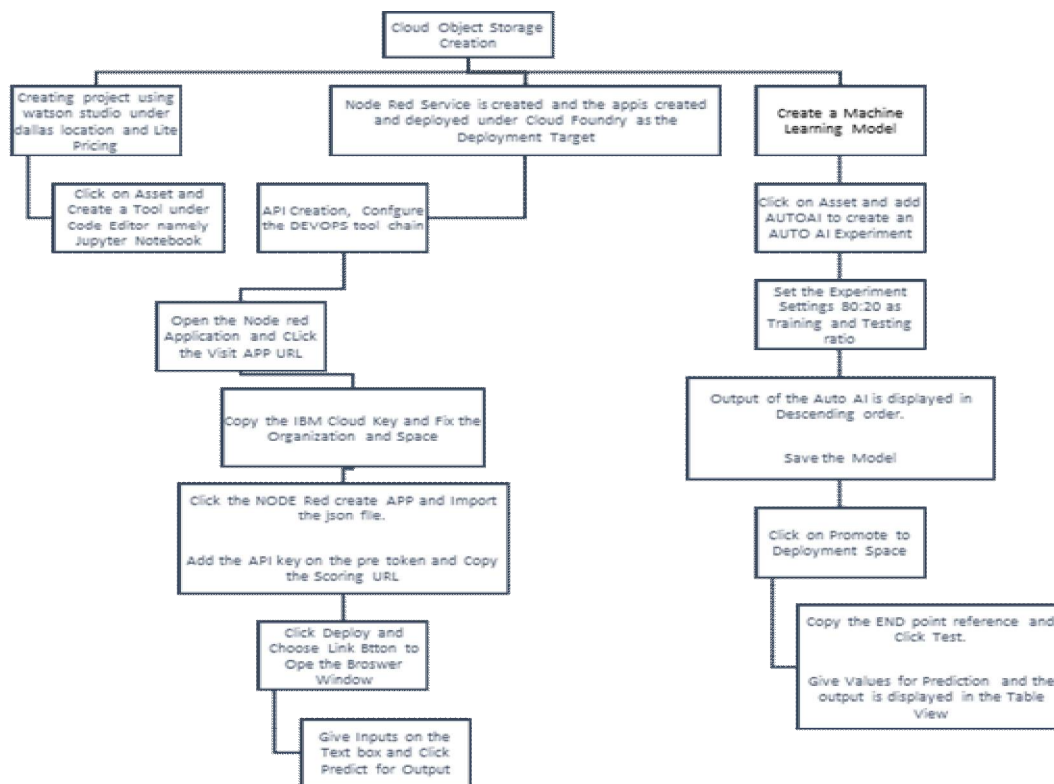 Cloud Object Storage
Creation
Creating project using
watson studio under
dallas location and Lite
Pricing
Node Red Service is created and the appis created
and deployed under Cloud Foundry as the
Deployment Target
Create a Machine
Learning Model
Click on Asset and
Create a Tool under
Code Editor namely
Jupyter Notebook
API Creation, Confgure
the DEVOPS tool chain
Click on Asset and add
AUTOAI to create an
AUTO AI Experiment
Open the Node red
Application and CLick
the Visit APP URL
Set the Experiment
Settings 80:20 as
Training and Testing
ratio
Copy the IBM Cloud Key and Fix the
Organization and Space
Output of the Auto AI is displayed in
Descending order.
Save the Model
Click the NODE Red create APP and Import
the json file.
Add the API key on the pre token and Copy
the Scoring URL
Click on Promote to
Deployment Space
Click Deploy and
Choose Link Btton to
Ope the Broswer
Window
Copy the END point reference and
Click Test.
Give Values for Prediction and the
output is displayed in the Table
View
Give Inputs on the
Text box and Click
Predict for Output